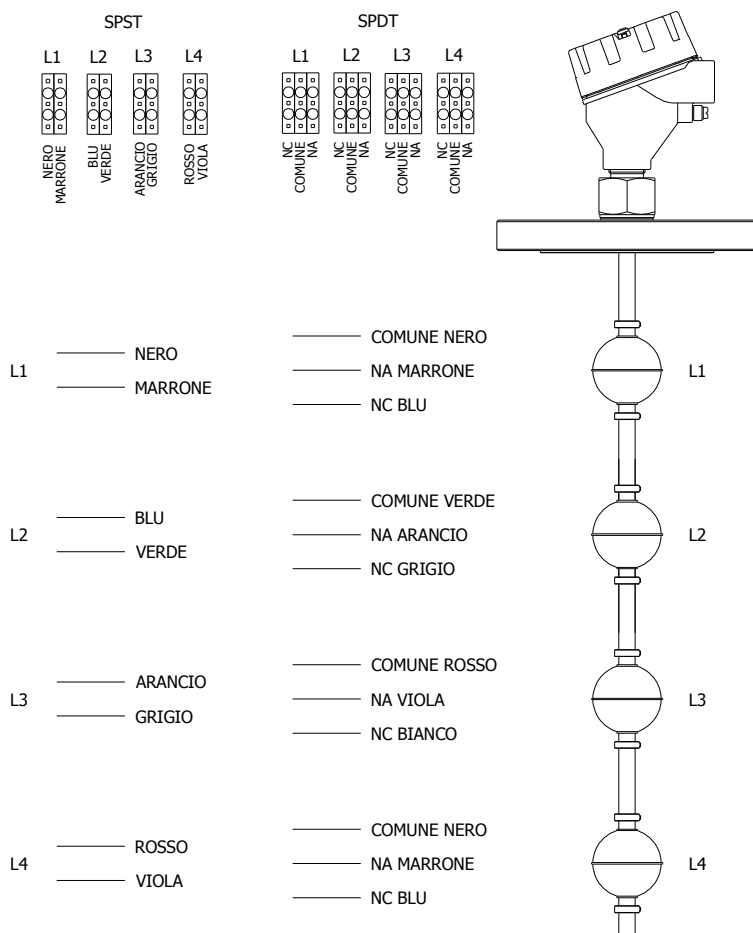 SPST SPDT
L1 L2 L3 L4 L1 L2 L3 L4
NERO MARRONE BLU VERDE ARANCIO GRIGIO ROSSO VIOLA NC COMUNE NA NC COMUNE NA NC COMUNE NA NC COMUNE NA
COMUNE NERO
L1 NERO NA MARRONE L1
MARRONE NC BLU
COMUNE VERDE
L2 BLU NA ARANCIO L2
VERDE NC GRIGIO
COMUNE ROSSO
L3 ARANCIO NA VIOLA L3
GRIGIO NC BIANCO
COMUNE NERO
L4 ROSSO NA MARRONE L4
VIOLA NC BLU